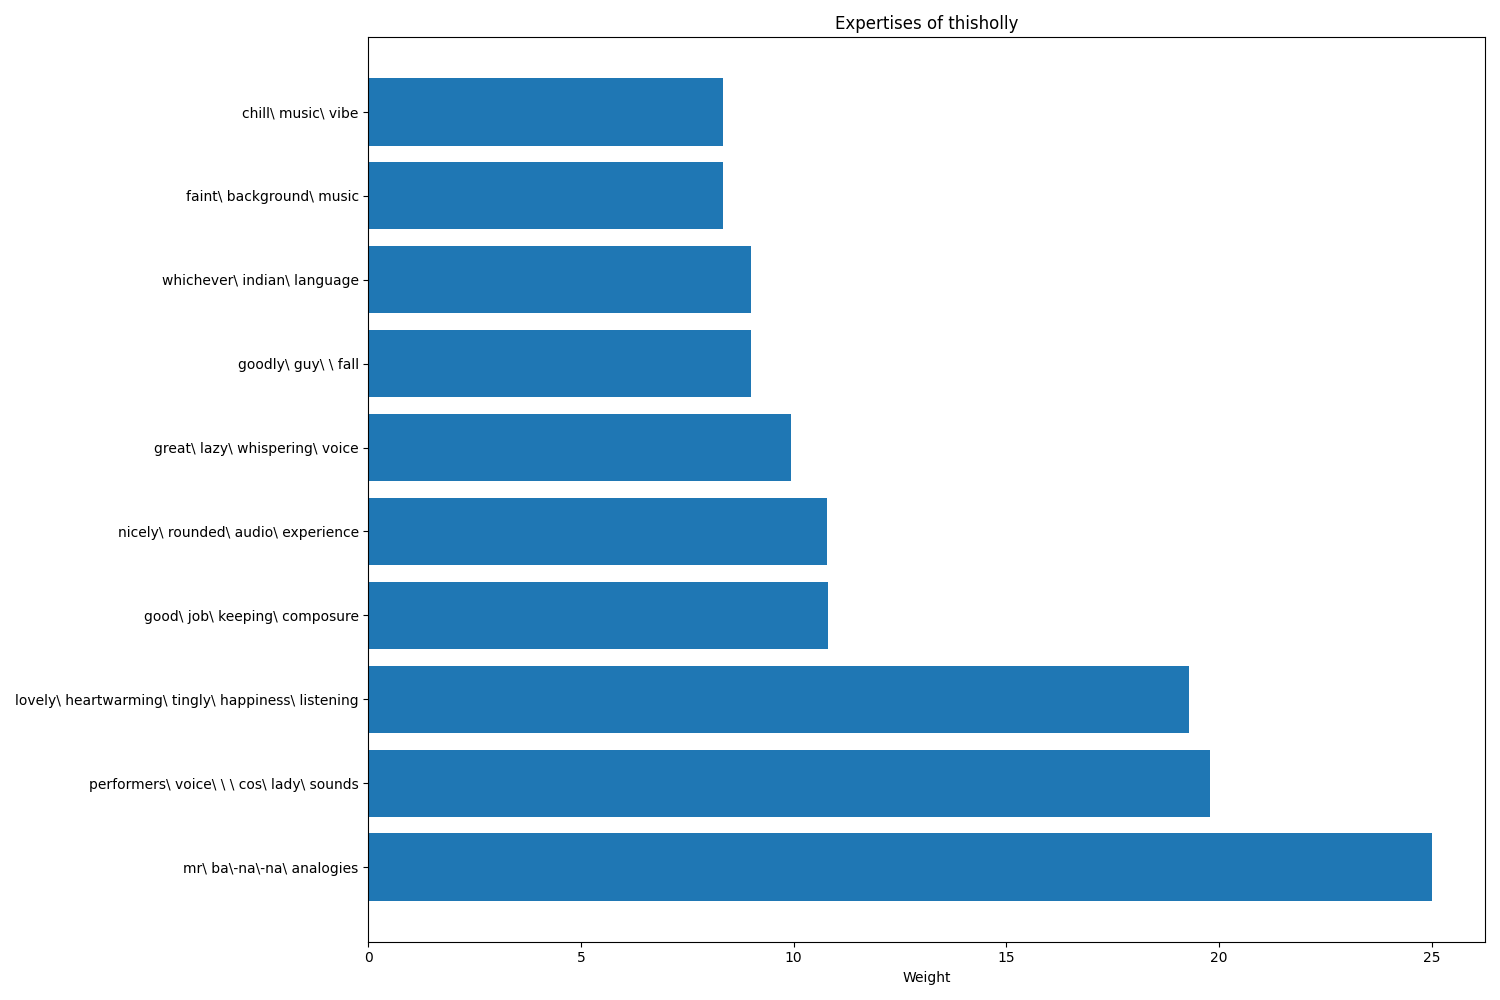 Expertises of thisholly
chill\ music\ vibe
faint\ background\ music
whichever\ indian\ language
goodly\ guy\ \ fall
great\ lazy\ whispering\ voice
nicely\ rounded\ audio\ experience
good\ job\ keeping\ composure
lovely\ heartwarming\ tingly\ happiness\ listening
performers\ voice\ \ \ cos\ lady\ sounds
mr\ ba\-na\-na\ analogies
0 5 10 15 20 25
Weight